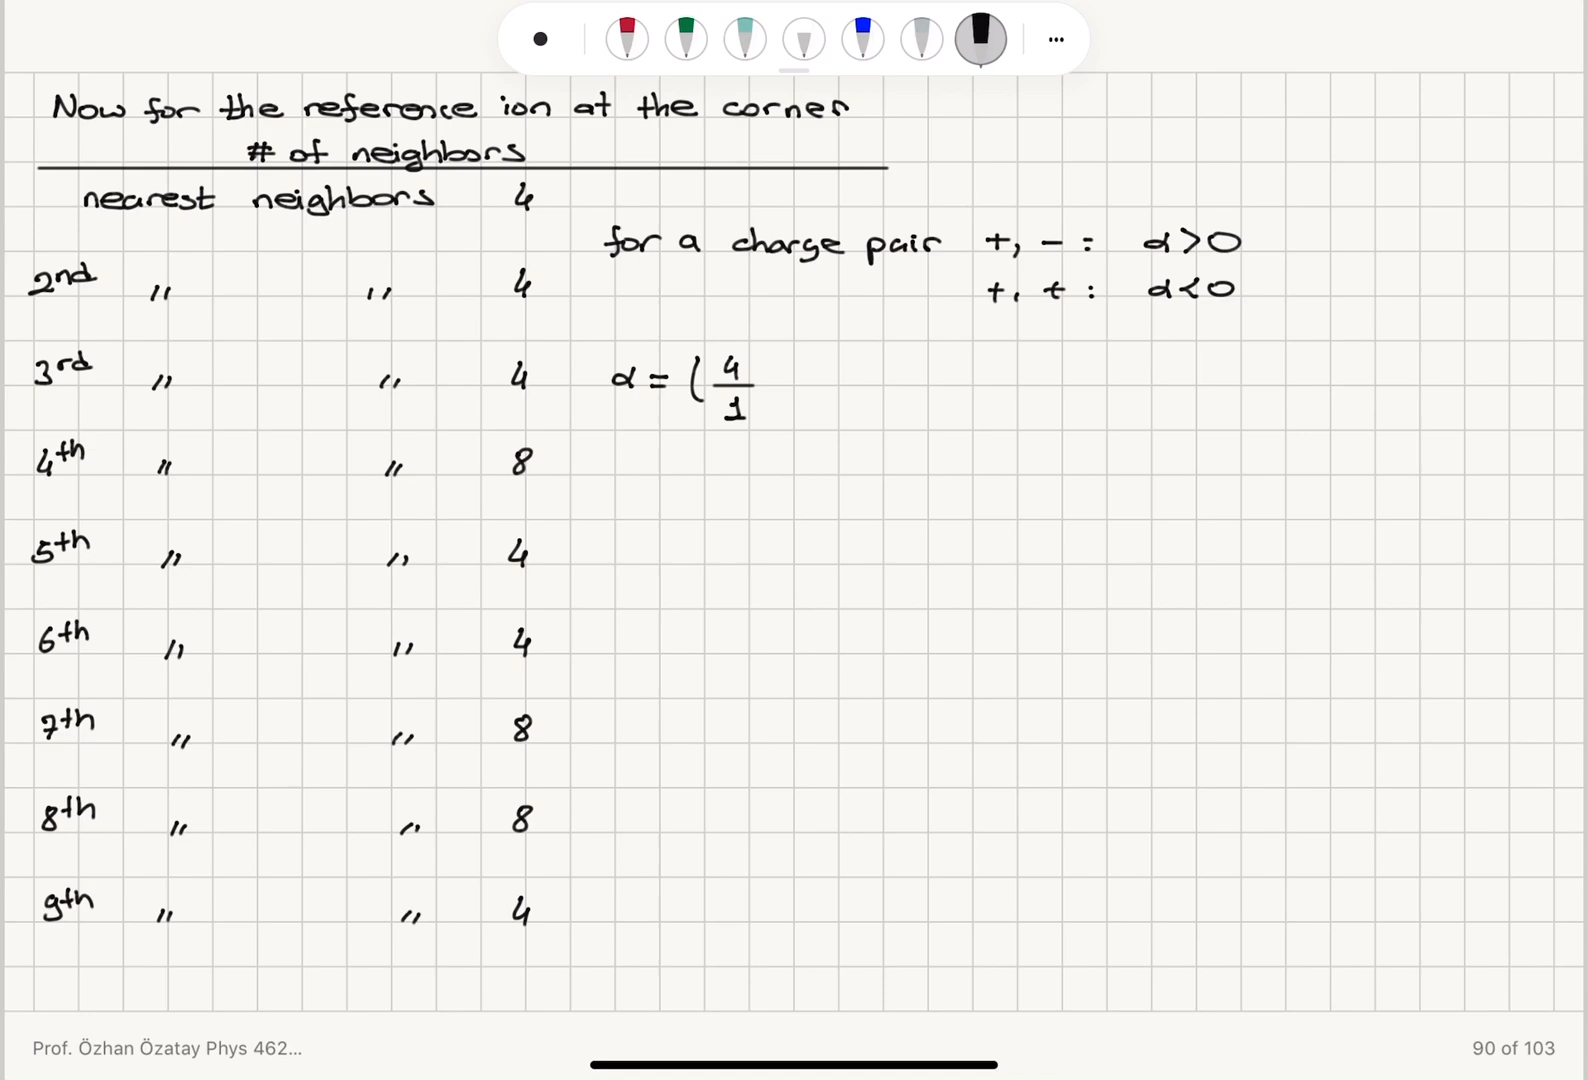 Now for the reference ion at the corner
# of neighbors
nearest neighbors 4
for a charge pair +, - : α>0
2nd " " 4
+, + : α<0
3rd " " 4
α = ( 4/1
4th " " 8
5th " " 4
6th " " 4
7th " " 8
8th " " 8
9th " " 4
Prof. Özhan Özatay Phys 462...
90 of 103